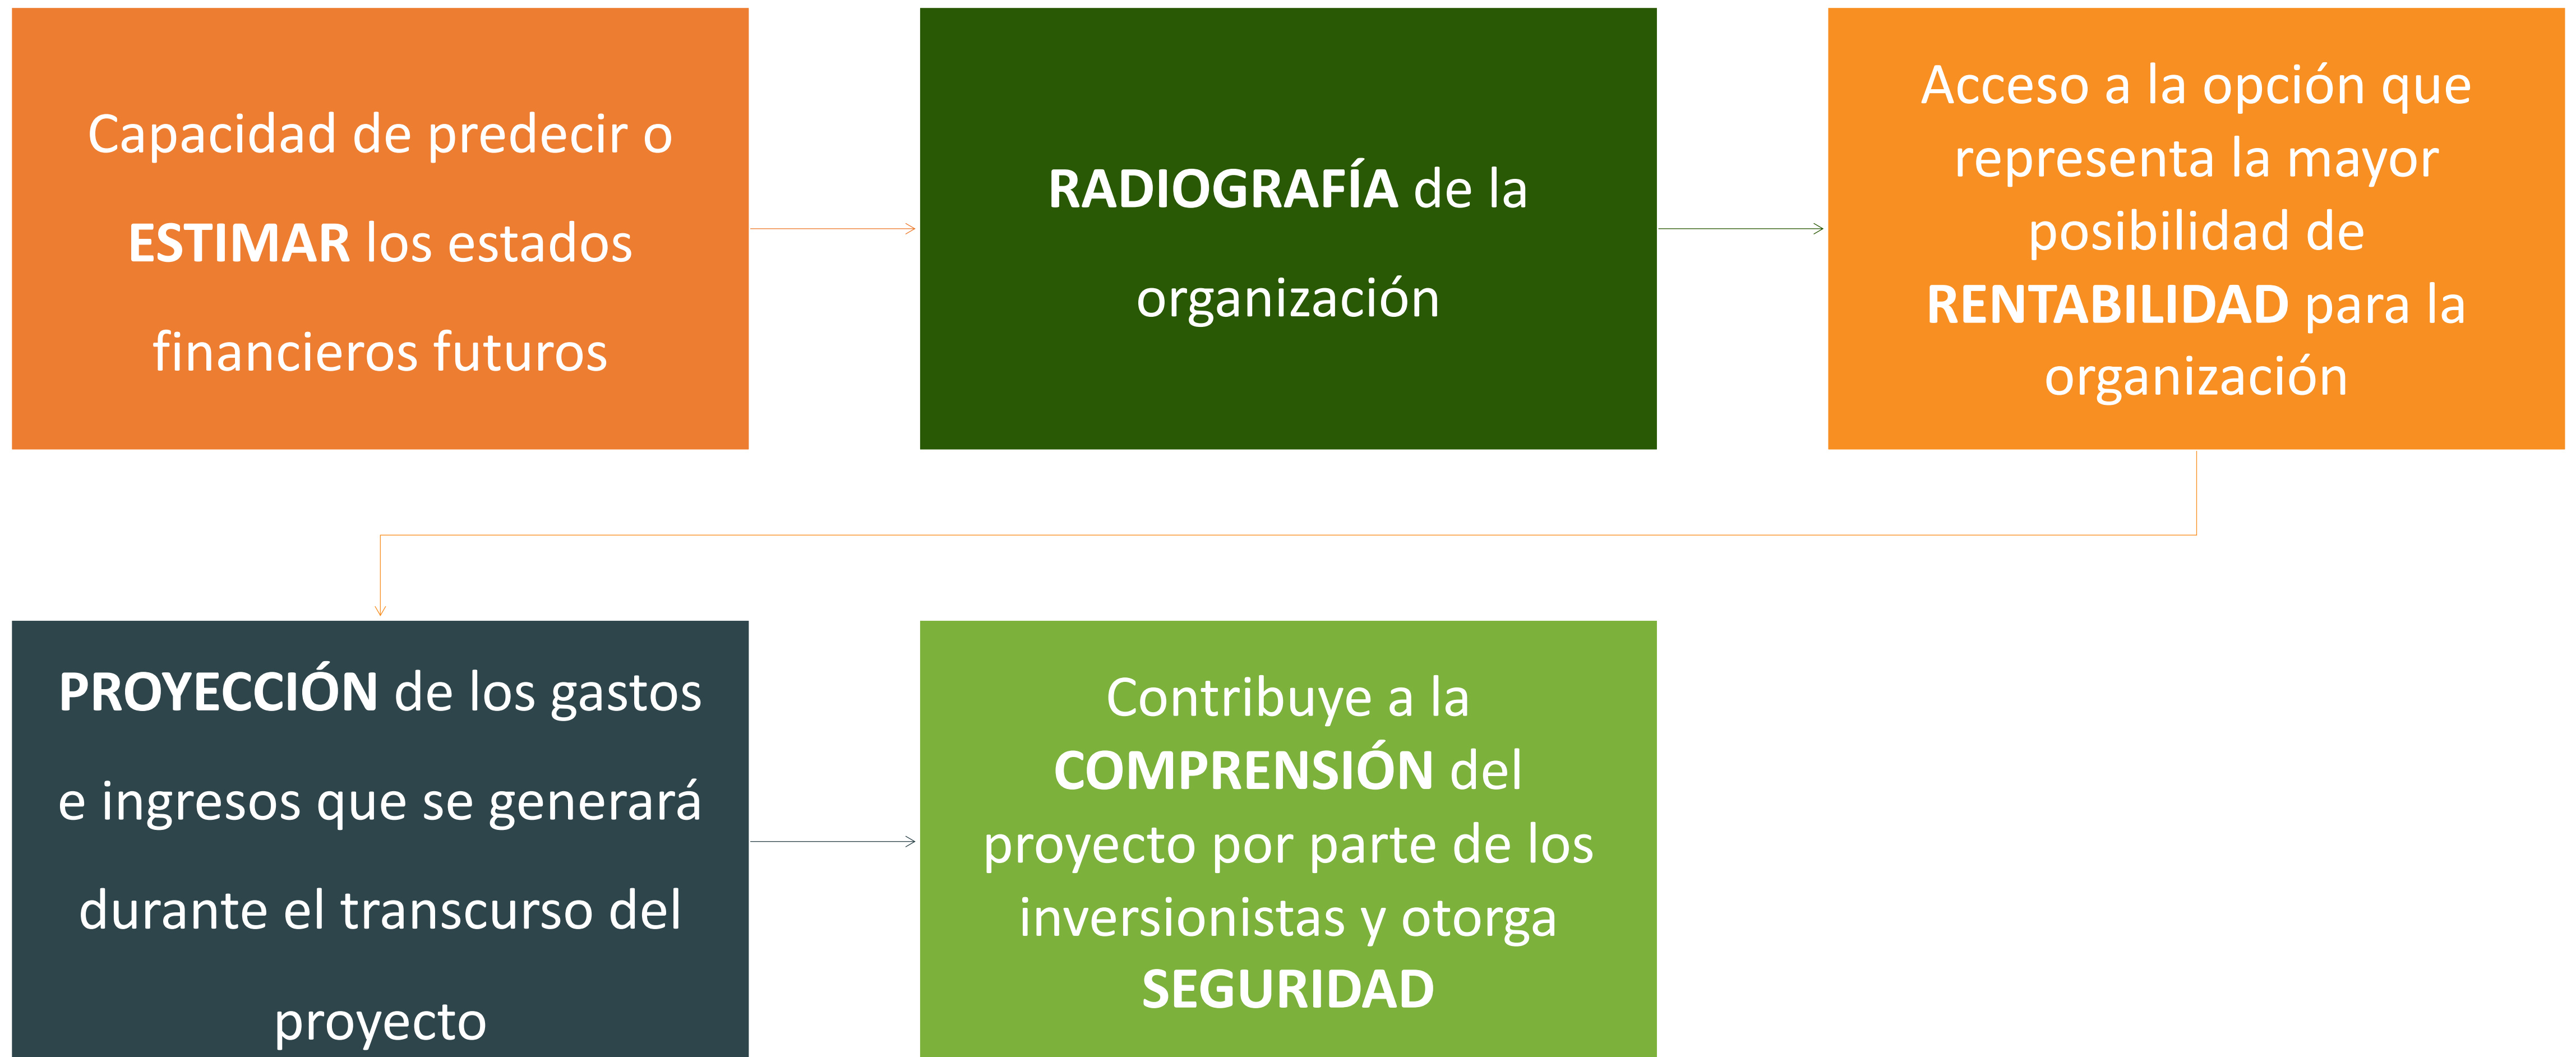 Capacidad de predecir o
ESTIMAR los estados
financieros futuros
RADIOGRAFÍA de la
organización
Acceso a la opción que
representa la mayor
posibilidad de
RENTABILIDAD para la
organización
PROYECCIÓN de los gastos
e ingresos que se generará
durante el transcurso del
proyecto
Contribuye a la
COMPRENSIÓN del
proyecto por parte de los
inversionistas y otorga
SEGURIDAD